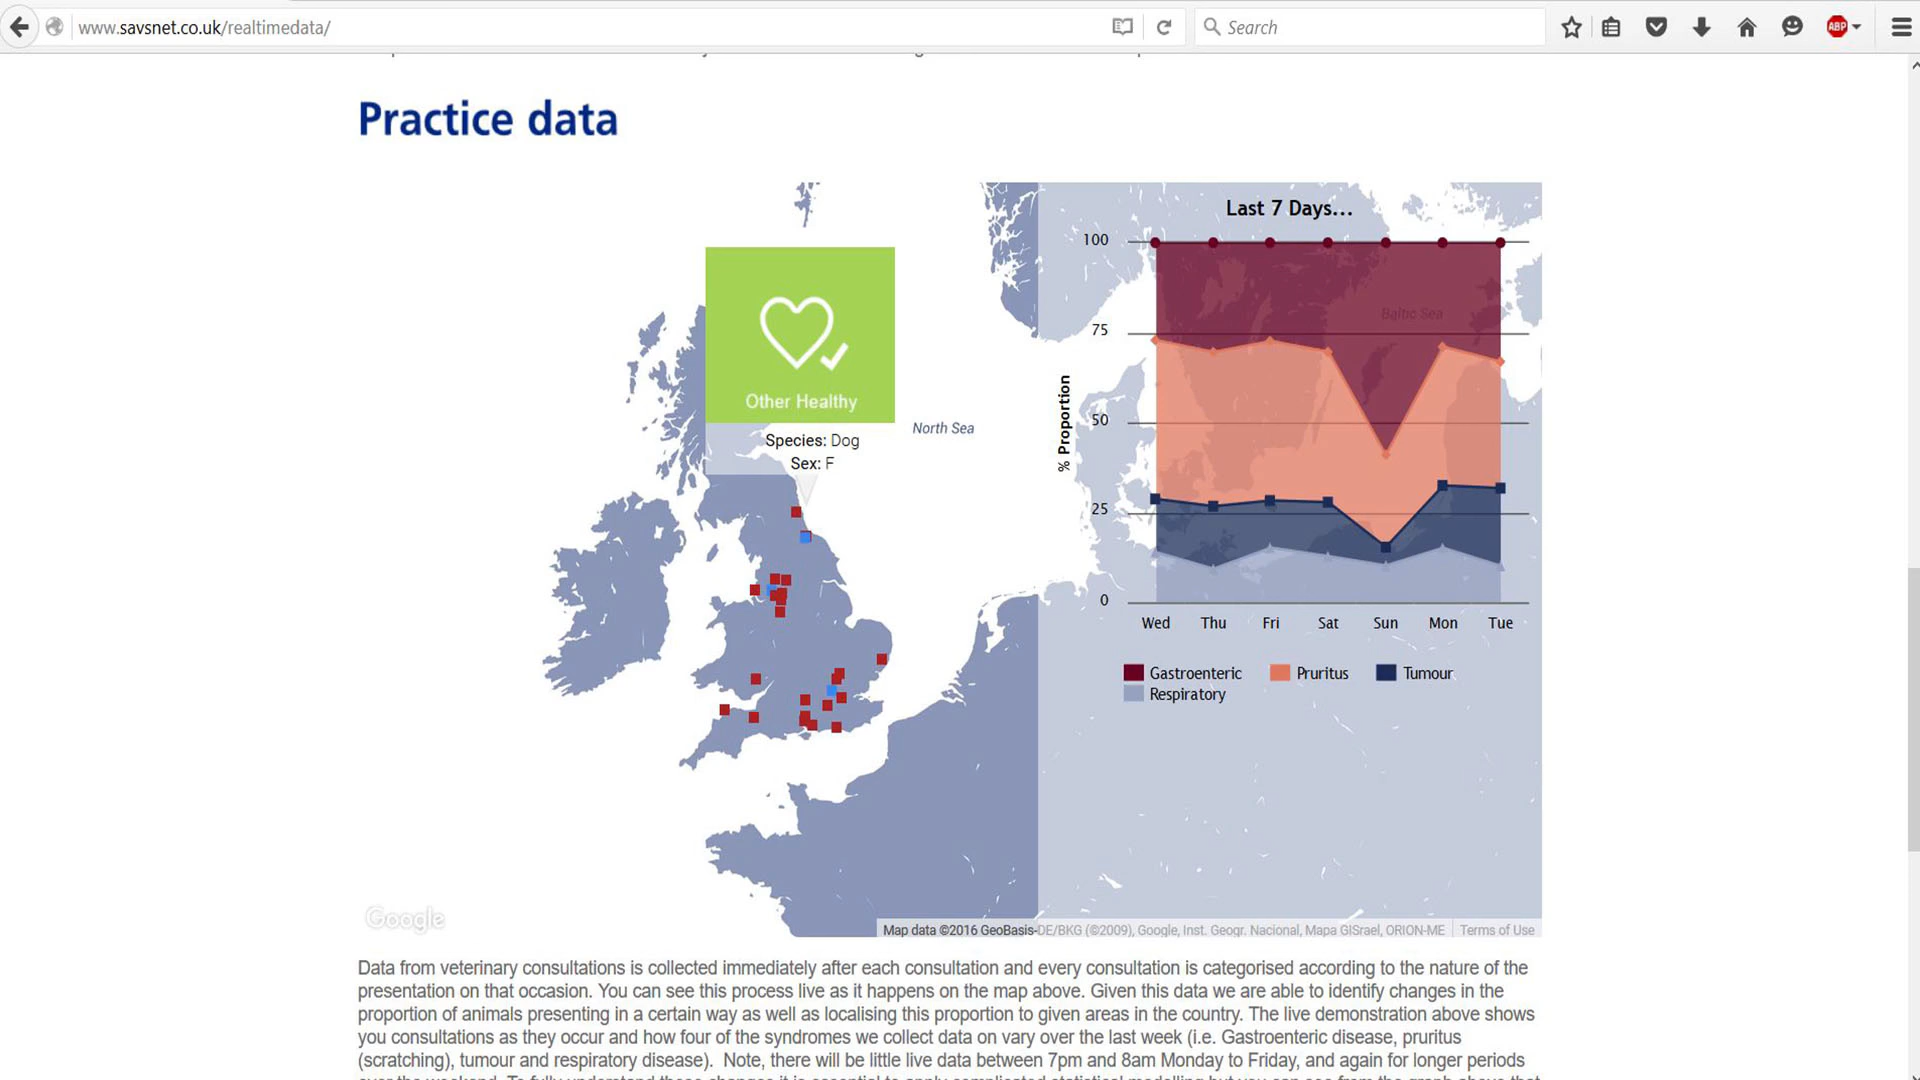 www.savsnet.co.uk/realtimedata/
Search
ABP
Practice data
Other Healthy
Species: Dog
Sex: F
North Sea
Last 7 Days...
Baltic Sea
% Proportion
100
75
50
25
0
Wed Thu Fri Sat Sun Mon Tue
Gastroenteric Pruritus Tumour
Respiratory
Google
Map data ©2016 GeoBasis-DE/BKG (©2009), Google, Inst. Geogr. Nacional, Mapa GISrael, ORION-ME Terms of Use
Data from veterinary consultations is collected immediately after each consultation and every consultation is categorised according to the nature of the
presentation on that occasion. You can see this process live as it happens on the map above. Given this data we are able to identify changes in the
proportion of animals presenting in a certain way as well as localising this proportion to given areas in the country. The live demonstration above shows
you consultations as they occur and how four of the syndromes we collect data on vary over the last week (i.e. Gastroenteric disease, pruritus
(scratching), tumour and respiratory disease). Note, there will be little live data between 7pm and 8am Monday to Friday, and again for longer periods